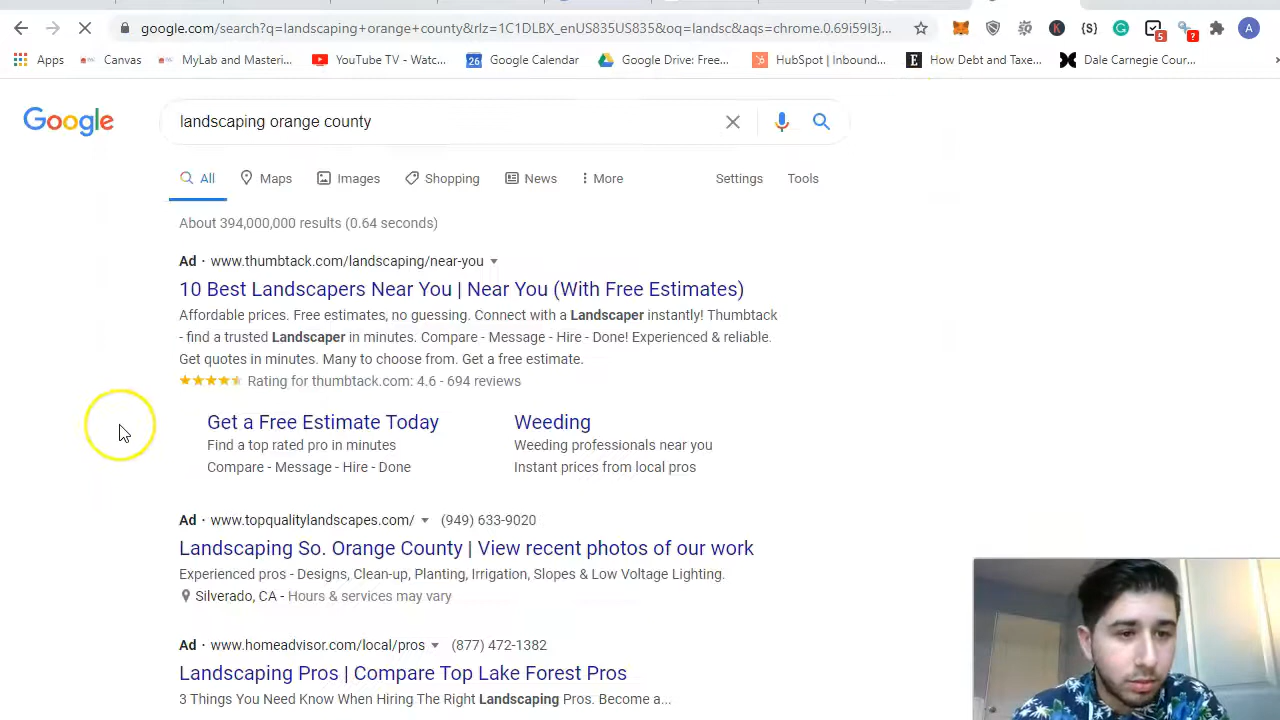 google.com/search?q=landscaping+orange+county&rlz=1C1DLBX_enUS835US835&oq=landsc&aqs=chrome.0.69i59l3j...
Apps Canvas MyLab and Masteri... YouTube TV - Watc... 26 Google Calendar Google Drive: Free... HubSpot | Inbound... E How Debt and Taxe... Dale Carnegie Cour...
K {S} 5 ? A
Google landscaping orange county
All Maps Images Shopping News More Settings Tools
About 394,000,000 results (0.64 seconds)
Ad · www.thumbtack.com/landscaping/near-you
10 Best Landscapers Near You | Near You (With Free Estimates)
Affordable prices. Free estimates, no guessing. Connect with a Landscaper instantly! Thumbtack
- find a trusted Landscaper in minutes. Compare - Message - Hire - Done! Experienced & reliable.
Get quotes in minutes. Many to choose from. Get a free estimate.
Rating for thumbtack.com: 4.6 - 694 reviews
Get a Free Estimate Today
Find a top rated pro in minutes
Compare - Message - Hire - Done
Weeding
Weeding professionals near you
Instant prices from local pros
Ad · www.topqualitylandscapes.com/ (949) 633-9020
Landscaping So. Orange County | View recent photos of our work
Experienced pros - Designs, Clean-up, Planting, Irrigation, Slopes & Low Voltage Lighting.
Silverado, CA - Hours & services may vary
Ad · www.homeadvisor.com/local/pros (877) 472-1382
Landscaping Pros | Compare Top Lake Forest Pros
3 Things You Need Know When Hiring The Right Landscaping Pros. Become a...